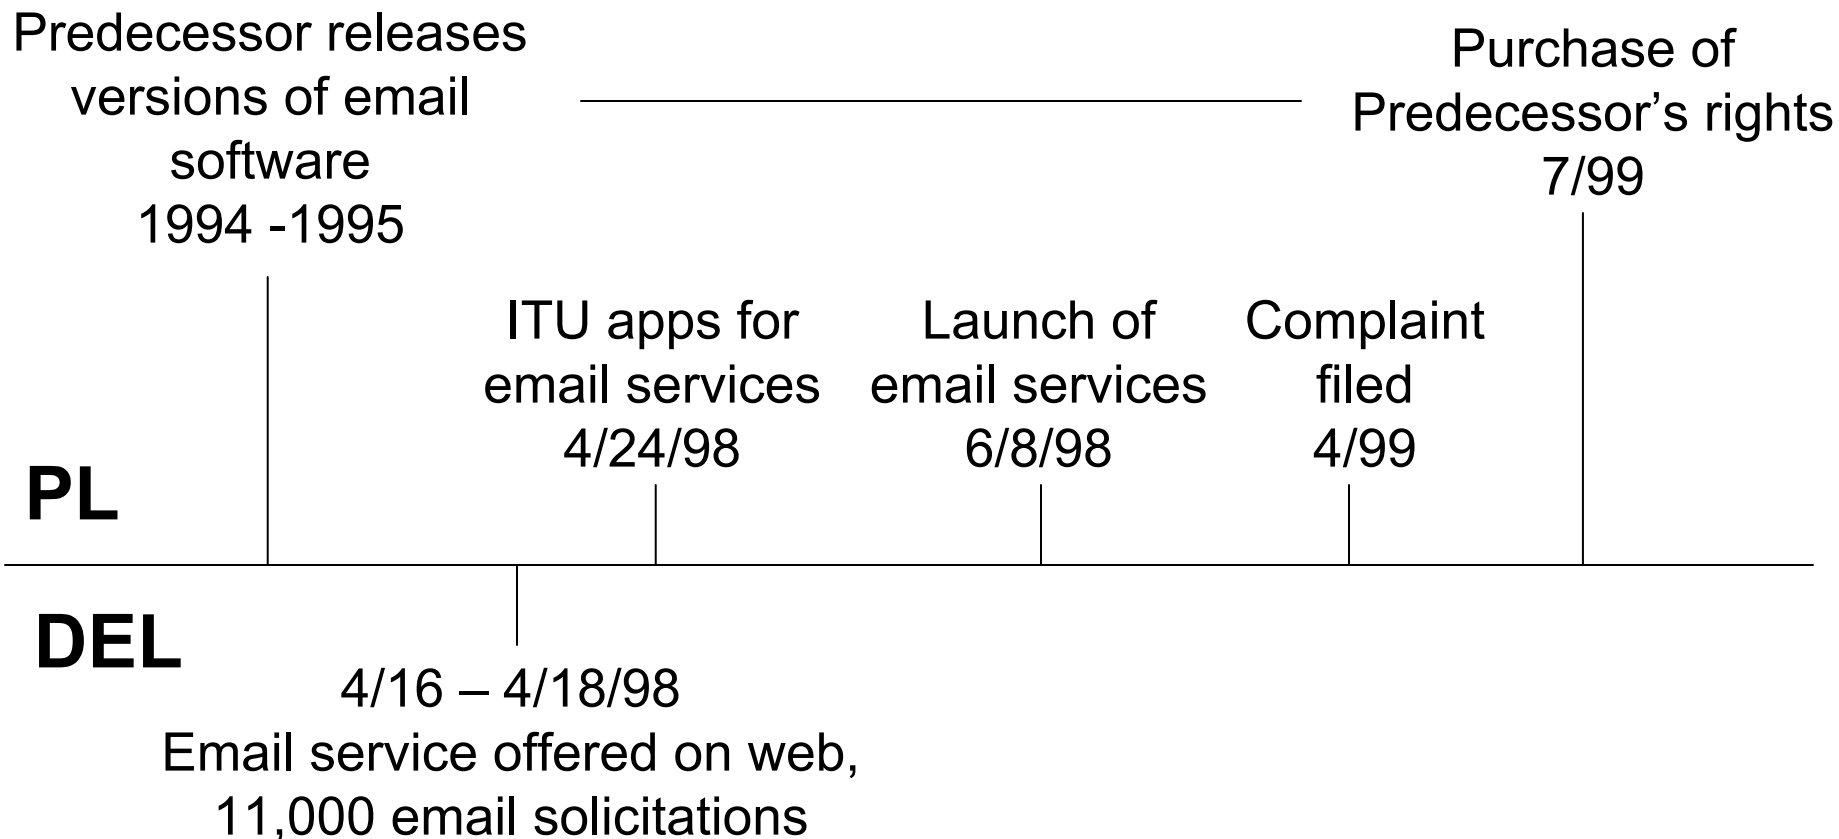 Predecessor releases
versions of email
software
1994 -1995
Purchase of
Predecessor’s rights
7/99
ITU apps for
email services
4/24/98
Launch of
email services
6/8/98
Complaint
filed
4/99
PL
DEL
4/16 – 4/18/98
Email service offered on web,
11,000 email solicitations